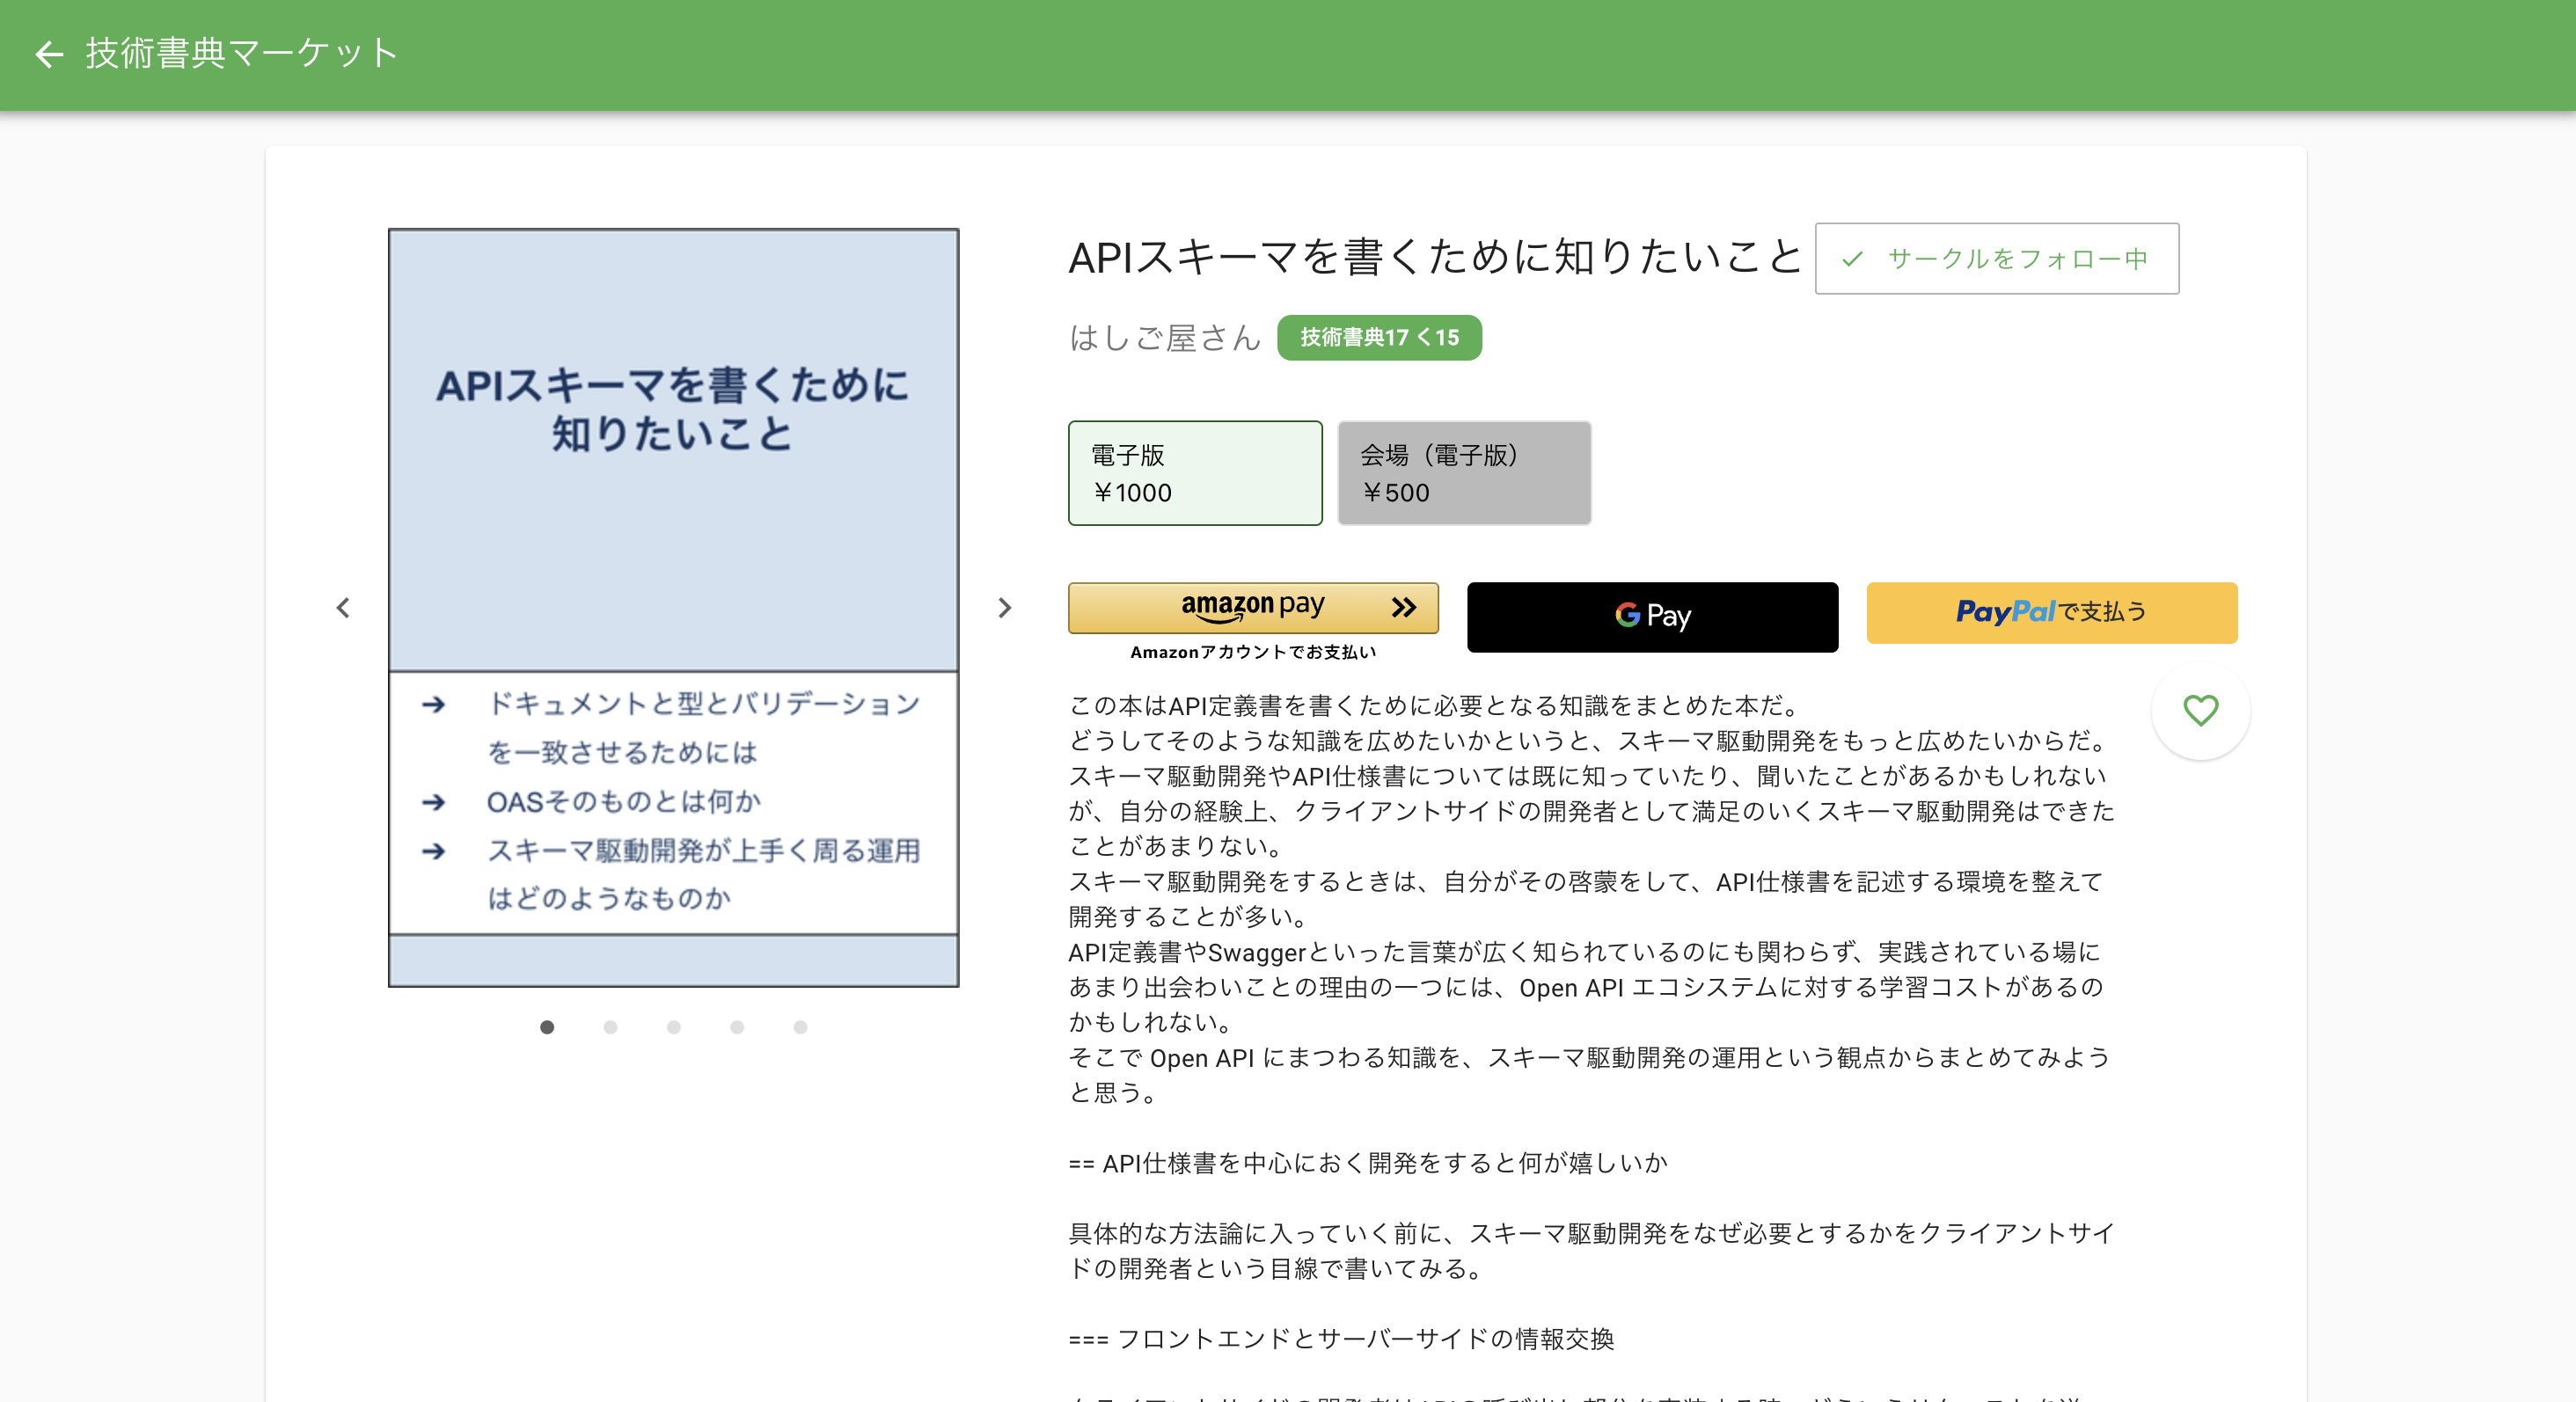 技術書典マーケット
APIスキーマを書くために
知りたいこと
→ ドキュメントと型とバリデーション
を一致させるためには
→ OASそのものとは何か
→ スキーマ駆動開発が上手く周る運用
はどのようなものか
APIスキーマを書くために知りたいこと
サークルをフォロー中
はしご屋さん 技術書典17 く15
電子版
￥1000
会場（電子版）
￥500
amazon pay
Amazonアカウントでお支払い
G Pay
PayPalで支払う
この本はAPI定義書を書くために必要となる知識をまとめた本だ。
どうしてそのような知識を広めたいかというと、スキーマ駆動開発をもっと広めたいからだ。
スキーマ駆動開発やAPI仕様書については既に知っていたり、聞いたことがあるかもしれない
が、自分の経験上、クライアントサイドの開発者として満足のいくスキーマ駆動開発はできた
ことがあまりない。
スキーマ駆動開発をするときは、自分がその啓蒙をして、API仕様書を記述する環境を整えて
開発することが多い。
API定義書やSwaggerといった言葉が広く知られているのにも関わらず、実践されている場に
あまり出会わいことの理由の一つには、Open API エコシステムに対する学習コストがあるの
かもしれない。
そこで Open API にまつわる知識を、スキーマ駆動開発の運用という観点からまとめてみよう
と思う。
== API仕様書を中心におく開発をすると何が嬉しいか
具体的な方法論に入っていく前に、スキーマ駆動開発をなぜ必要とするかをクライアントサイ
ドの開発者という目線で書いてみる。
=== フロントエンドとサーバーサイドの情報交換